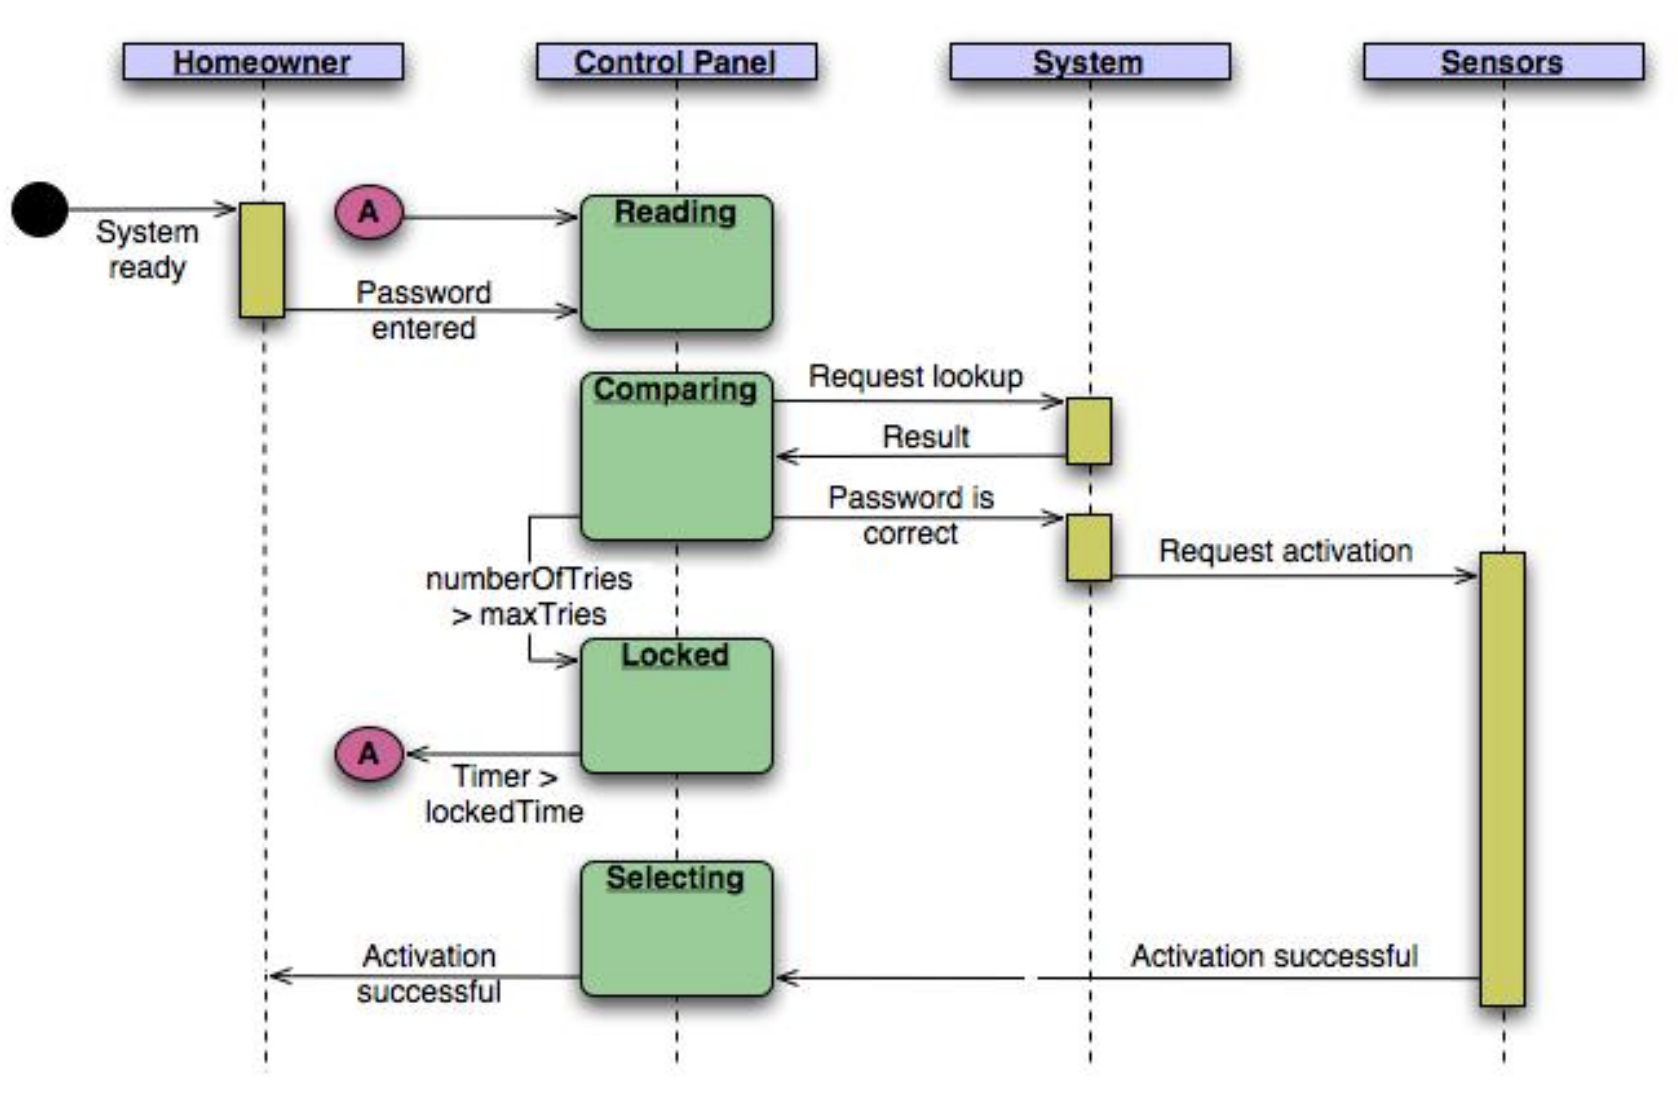 Homeowner
Control Panel
System
Sensors
System
ready
A
Reading
Password
entered
Comparing
Request lookup
Result
Password is
correct
Request activation
numberOfTries
> maxTries
Locked
A
Timer >
lockedTime
Selecting
Activation
successful
Activation successful